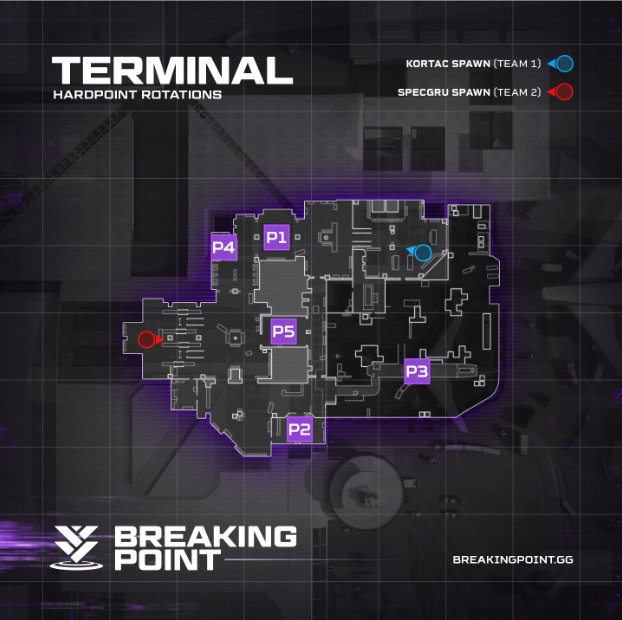 TERMINAL
HARDPOINT ROTATIONS
KORTAC SPAWN (TEAM 1)
SPECGRU SPAWN (TEAM 2)
P1
P4
P5
P3
P2
BREAKING
POINT
BREAKINGPOINT.GG